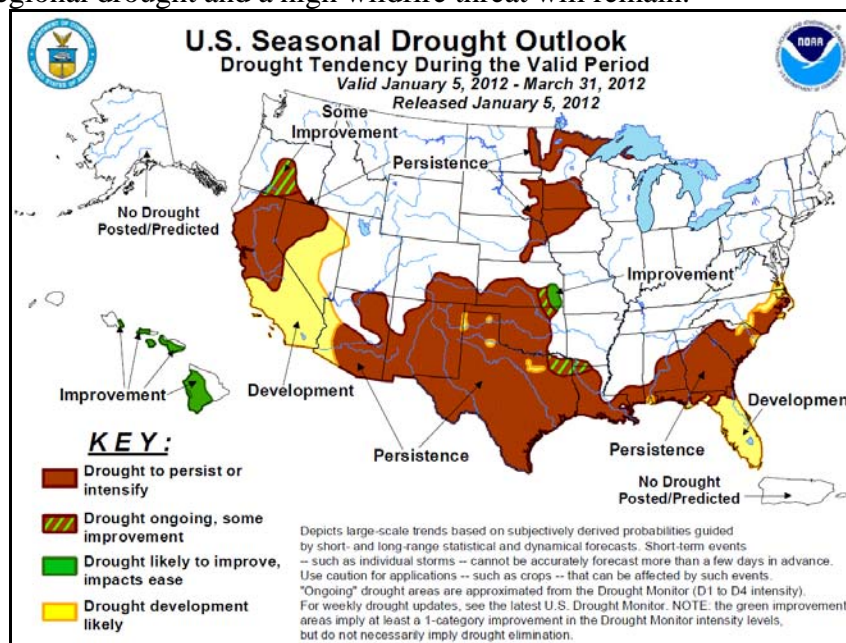 egional drought and a high wildfire threat will remain.
U.S. Seasonal Drought Outlook
Drought Tendency During the Valid Period
Valid January 5, 2012 - March 31, 2012
Released January 5, 2012
NOAA
Some
Improvement
Persistence
No Drought
Posted/Predicted
Improvement
Improvement
Development
Development
Persistence
Persistence
No Drought
Posted/Predicted
KEY:
Drought to persist or
intensify
Drought ongoing, some
improvement
Drought likely to improve,
impacts ease
Drought development
likely
Depicts large-scale trends based on subjectively derived probabilities guided
by short- and long-range statistical and dynamical forecasts. Short-term events
-- such as individual storms -- cannot be accurately forecast more than a few days in advance.
Use caution for applications -- such as crops -- that can be affected by such events.
"Ongoing" drought areas are approximated from the Drought Monitor (D1 to D4 intensity).
For weekly drought updates, see the latest U.S. Drought Monitor. NOTE: the green improvement
areas imply at least a 1-category improvement in the Drought Monitor intensity levels,
but do not necessarily imply drought elimination.